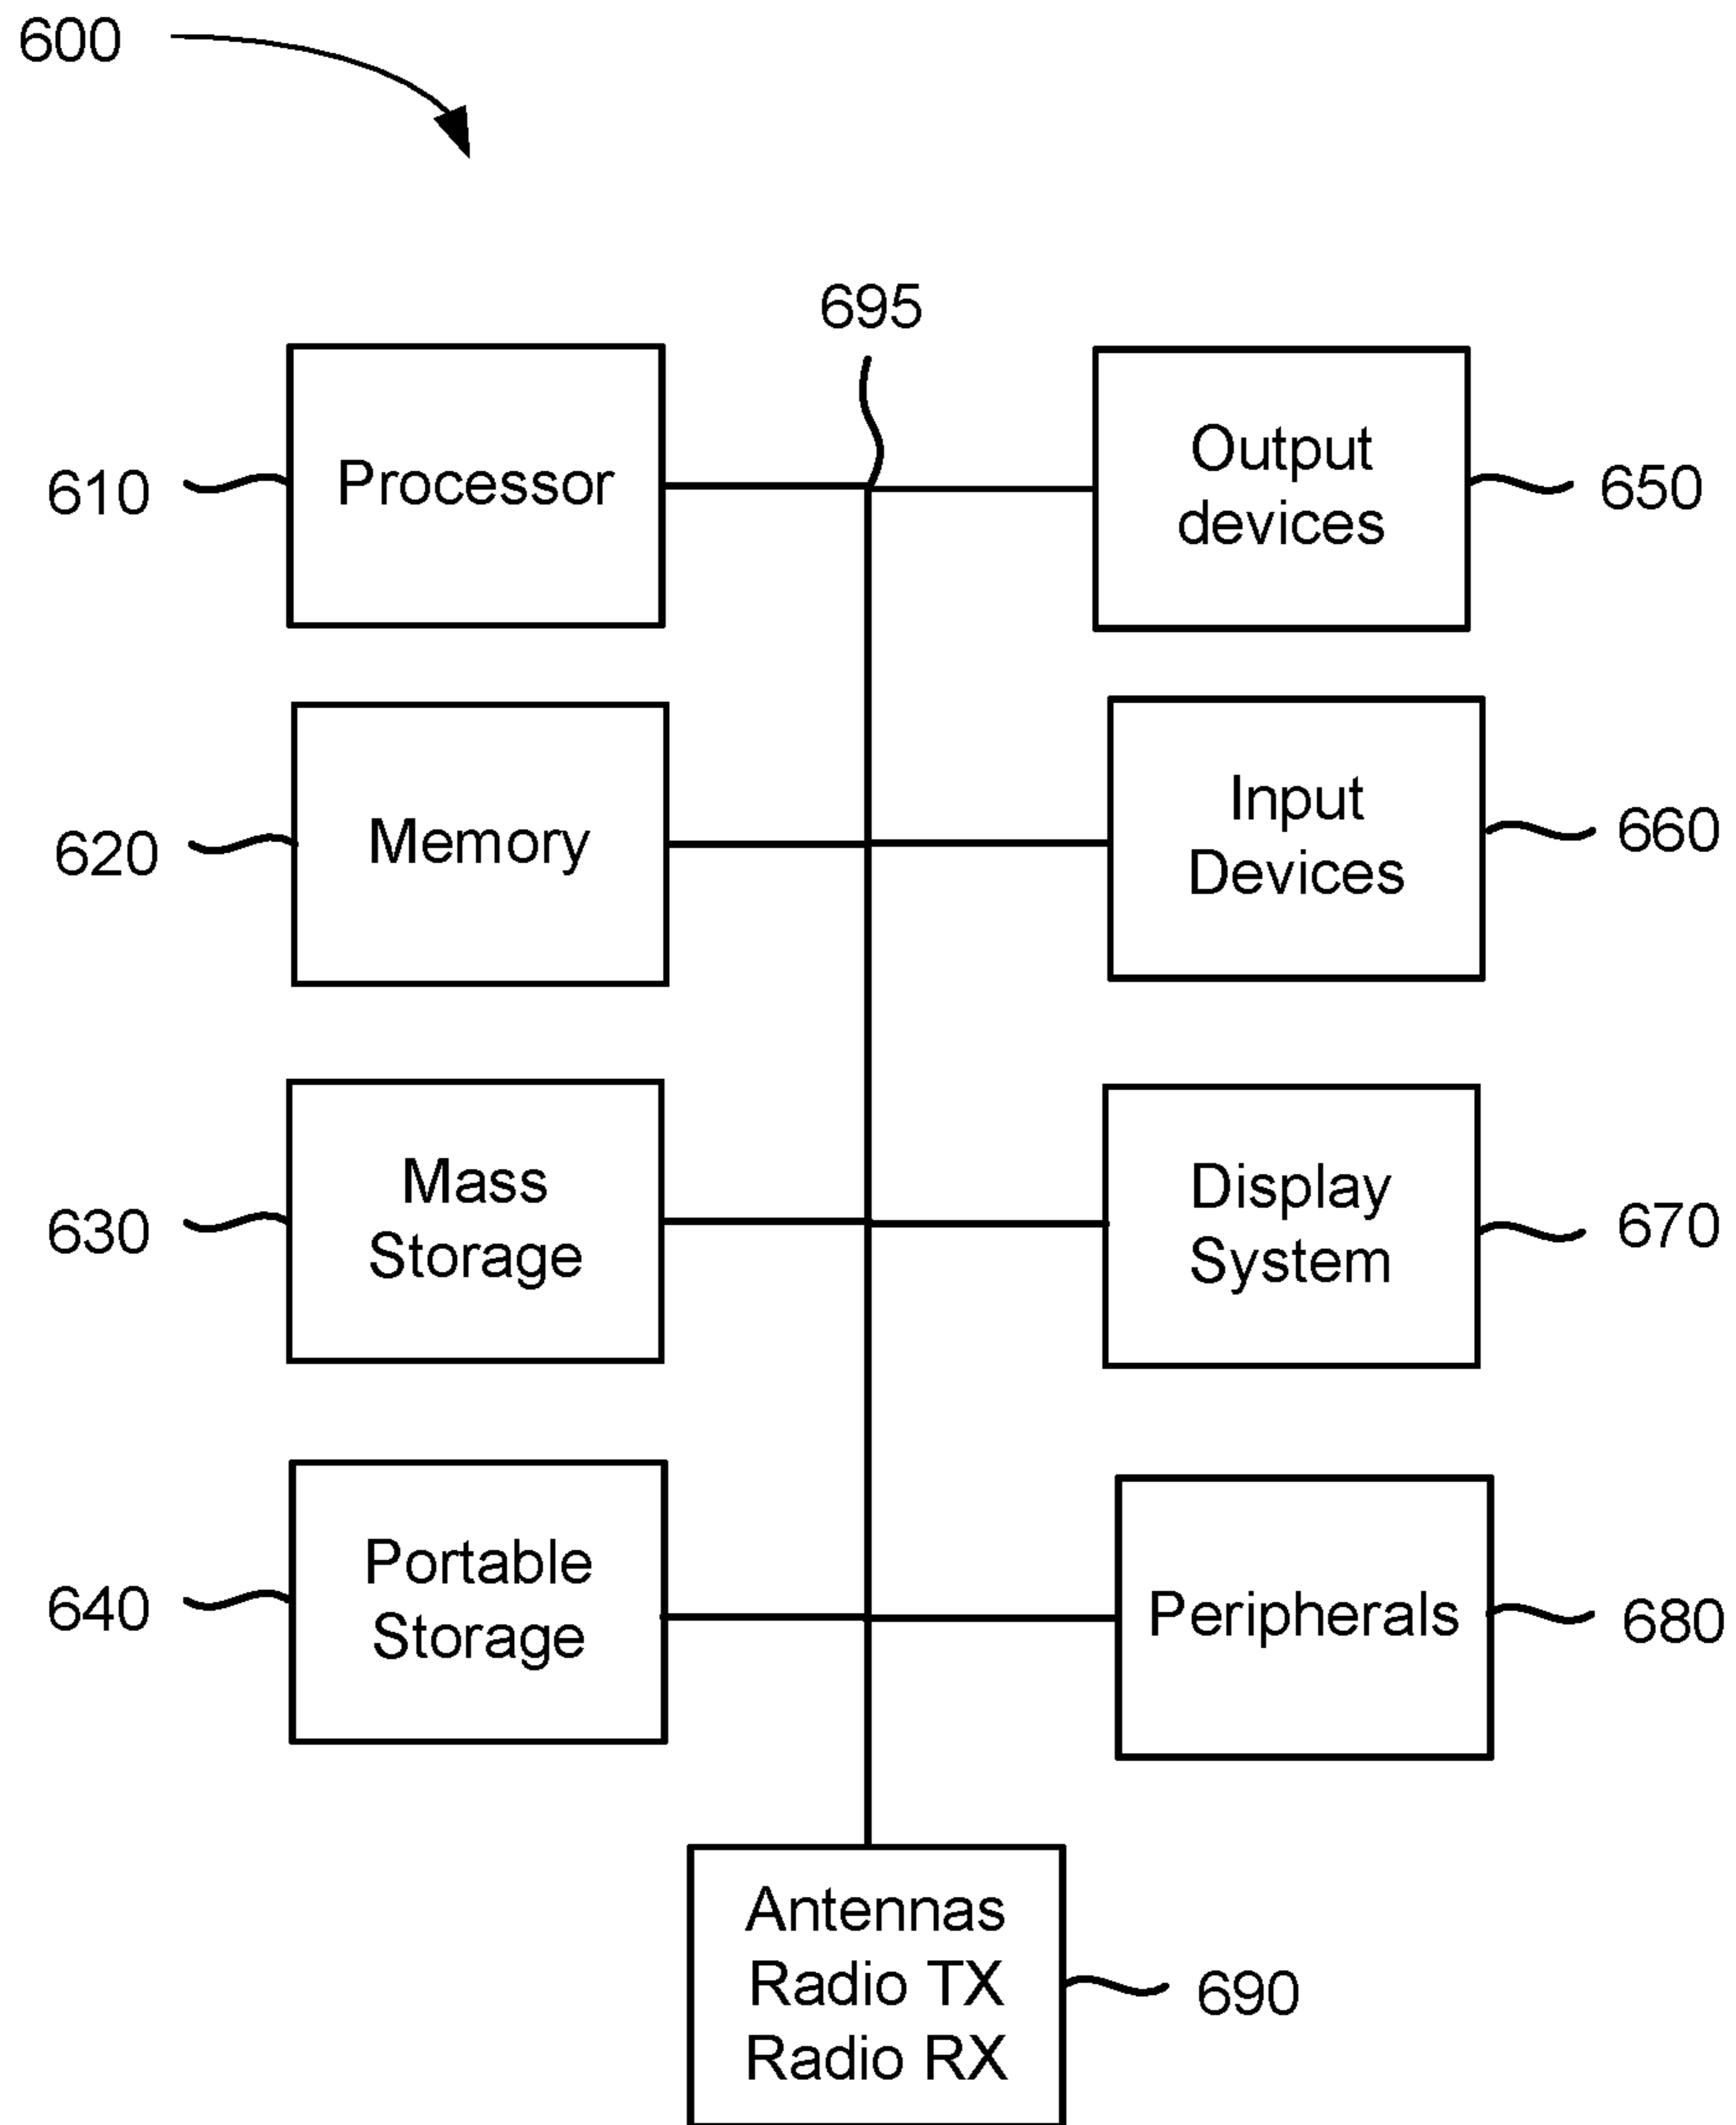 600
695
610
Processor
Output
devices
650
620
Memory
Input
Devices
660
630
Mass
Storage
Display
System
670
640
Portable
Storage
Peripherals
680
Antennas
Radio TX
Radio RX
690